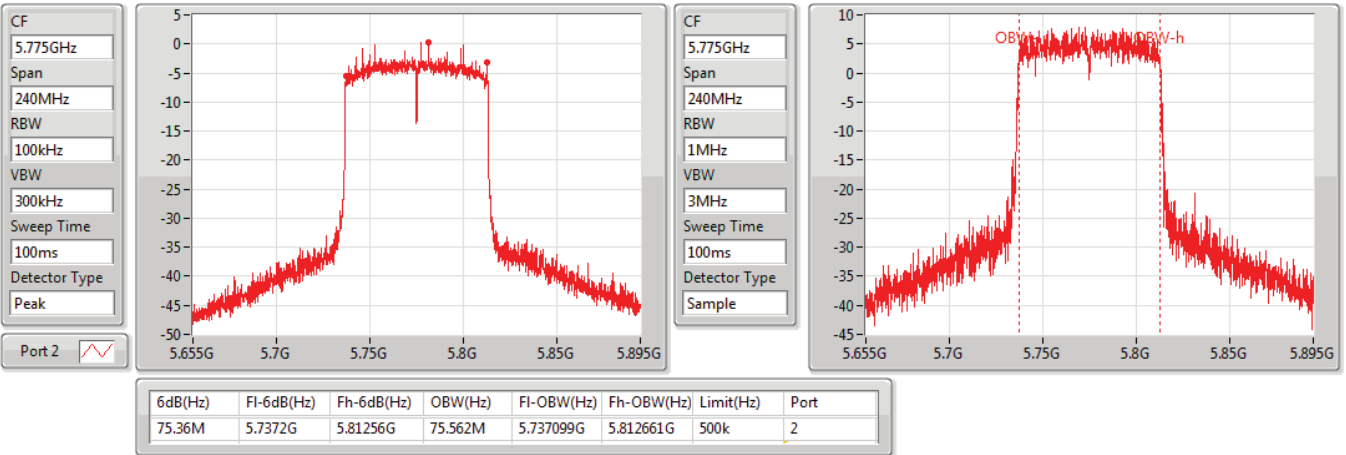 CF
5.775GHz
Span
240MHz
RBW
100kHz
VBW
300kHz
Sweep Time
100ms
Detector Type
Peak
Port 2
5
0
-5
-10
-15
-20
-25
-30
-35
-40
-45
-50
5.655G 5.7G 5.75G 5.8G 5.85G 5.895G
CF
5.775GHz
Span
240MHz
RBW
1MHz
VBW
3MHz
Sweep Time
100ms
Detector Type
Sample
10
5
0
-5
-10
-15
-20
-25
-30
-35
-40
-45
OBW-h
5.655G 5.7G 5.75G 5.8G 5.85G 5.895G
6dB(Hz) Fl-6dB(Hz) Fh-6dB(Hz) OBW(Hz) Fl-OBW(Hz) Fh-OBW(Hz) Limit(Hz) Port
75.36M 5.7372G 5.81256G 75.562M 5.737099G 5.812661G 500k 2